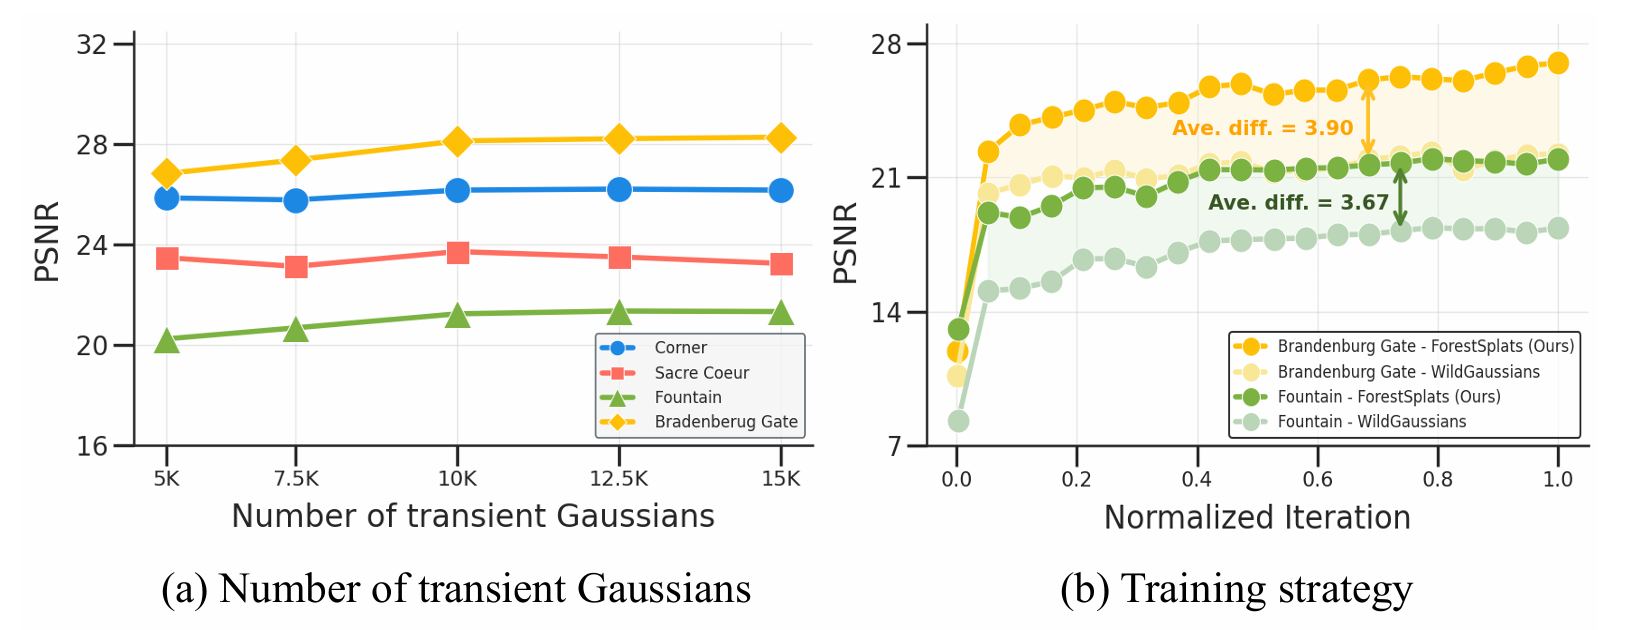 32
28
24
20
16
PSNR
5K 7.5K 10K 12.5K 15K
Number of transient Gaussians
Corner
Sacre Coeur
Fountain
Bradenberug Gate
(a) Number of transient Gaussians
28
21
14
7
PSNR
Ave. diff. = 3.90
Ave. diff. = 3.67
Brandenburg Gate - ForestSplats (Ours)
Brandenburg Gate - WildGaussians
Fountain - ForestSplats (Ours)
Fountain - WildGaussians
0.0 0.2 0.4 0.6 0.8 1.0
Normalized Iteration
(b) Training strategy